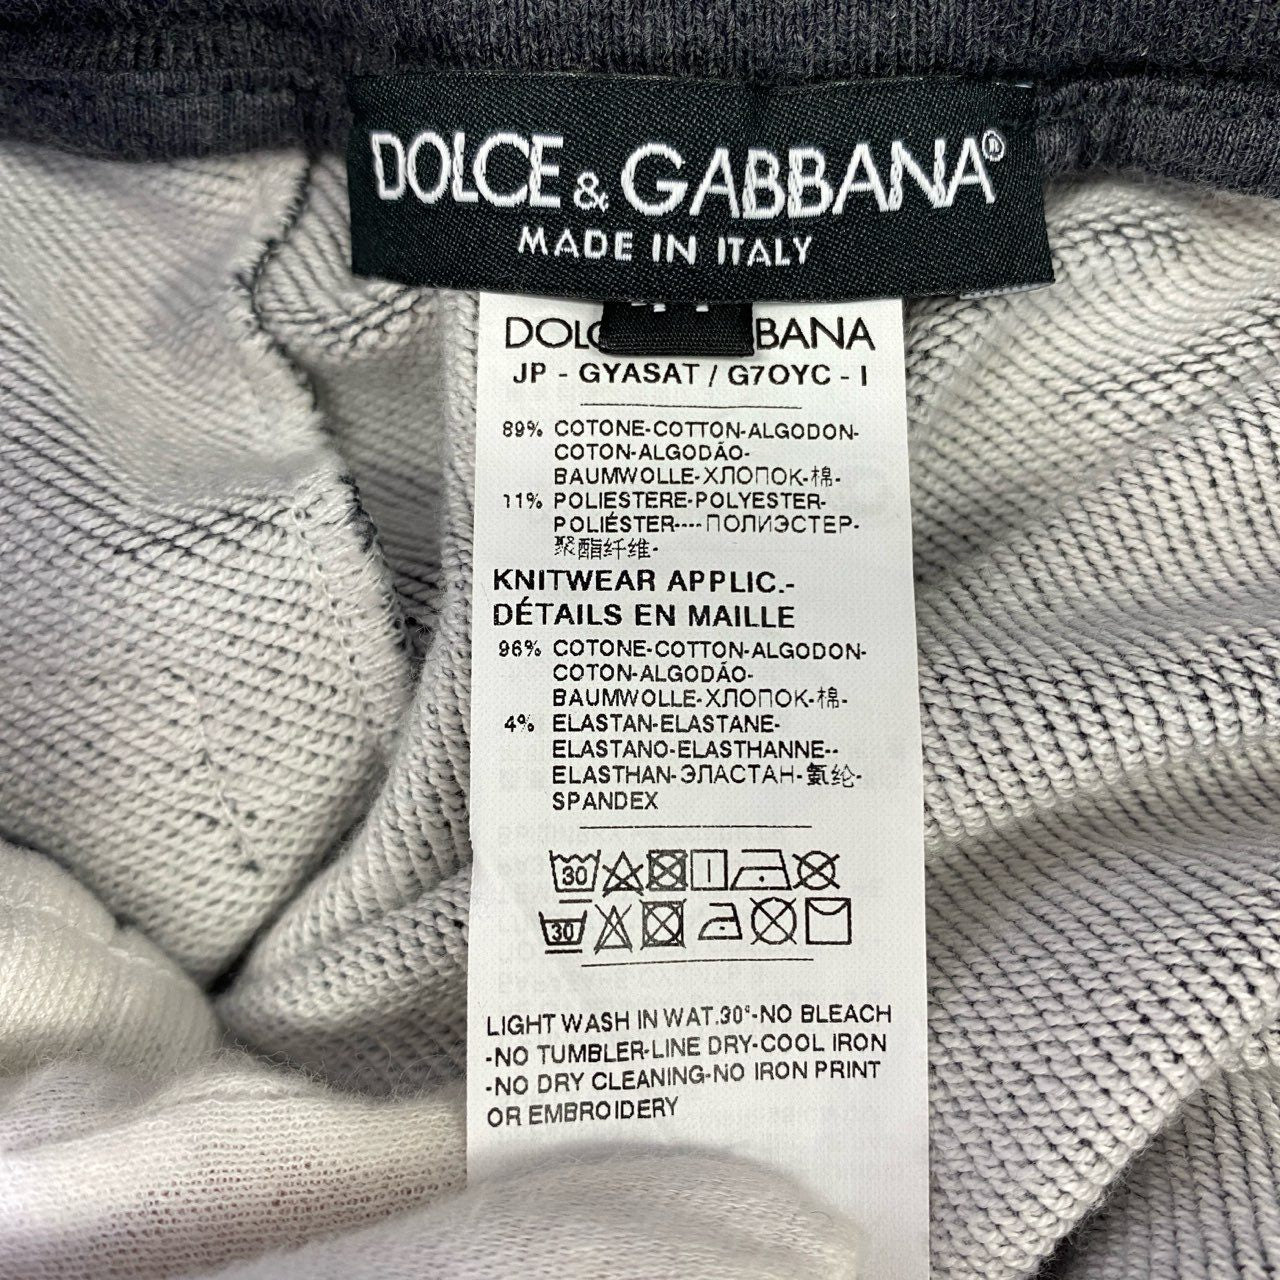 DOLCE & GABBANA®
MADE IN ITALY
BANA
JP - GYASAT / G7OYC - I
89% COTONE-COTTON-ALGODON-
COTON-ALGODÃO-
BAUMWOLLE-ХЛОПОК-棉-
11% POLIESTERE-POLYESTER-
POLIÉSTER----ПОЛИЭСТЕР-
聚酯纤维-
KNITWEAR APPLIC.-
DÉTAILS EN MAILLE
96% COTONE-COTTON-ALGODON-
COTON-ALGODÃO-
BAUMWOLLE-ХЛОПОК-棉-
4% ELASTAN-ELASTANE-
ELASTANO-ELASTHANNE--
ELASTHAN-ЭЛАСТАН-氨纶-
SPANDEX
30
30
LIGHT WASH IN WAT.30°-NO BLEACH
-NO TUMBLER-LINE DRY-COOL IRON
-NO DRY CLEANING-NO IRON PRINT
OR EMBROIDERY